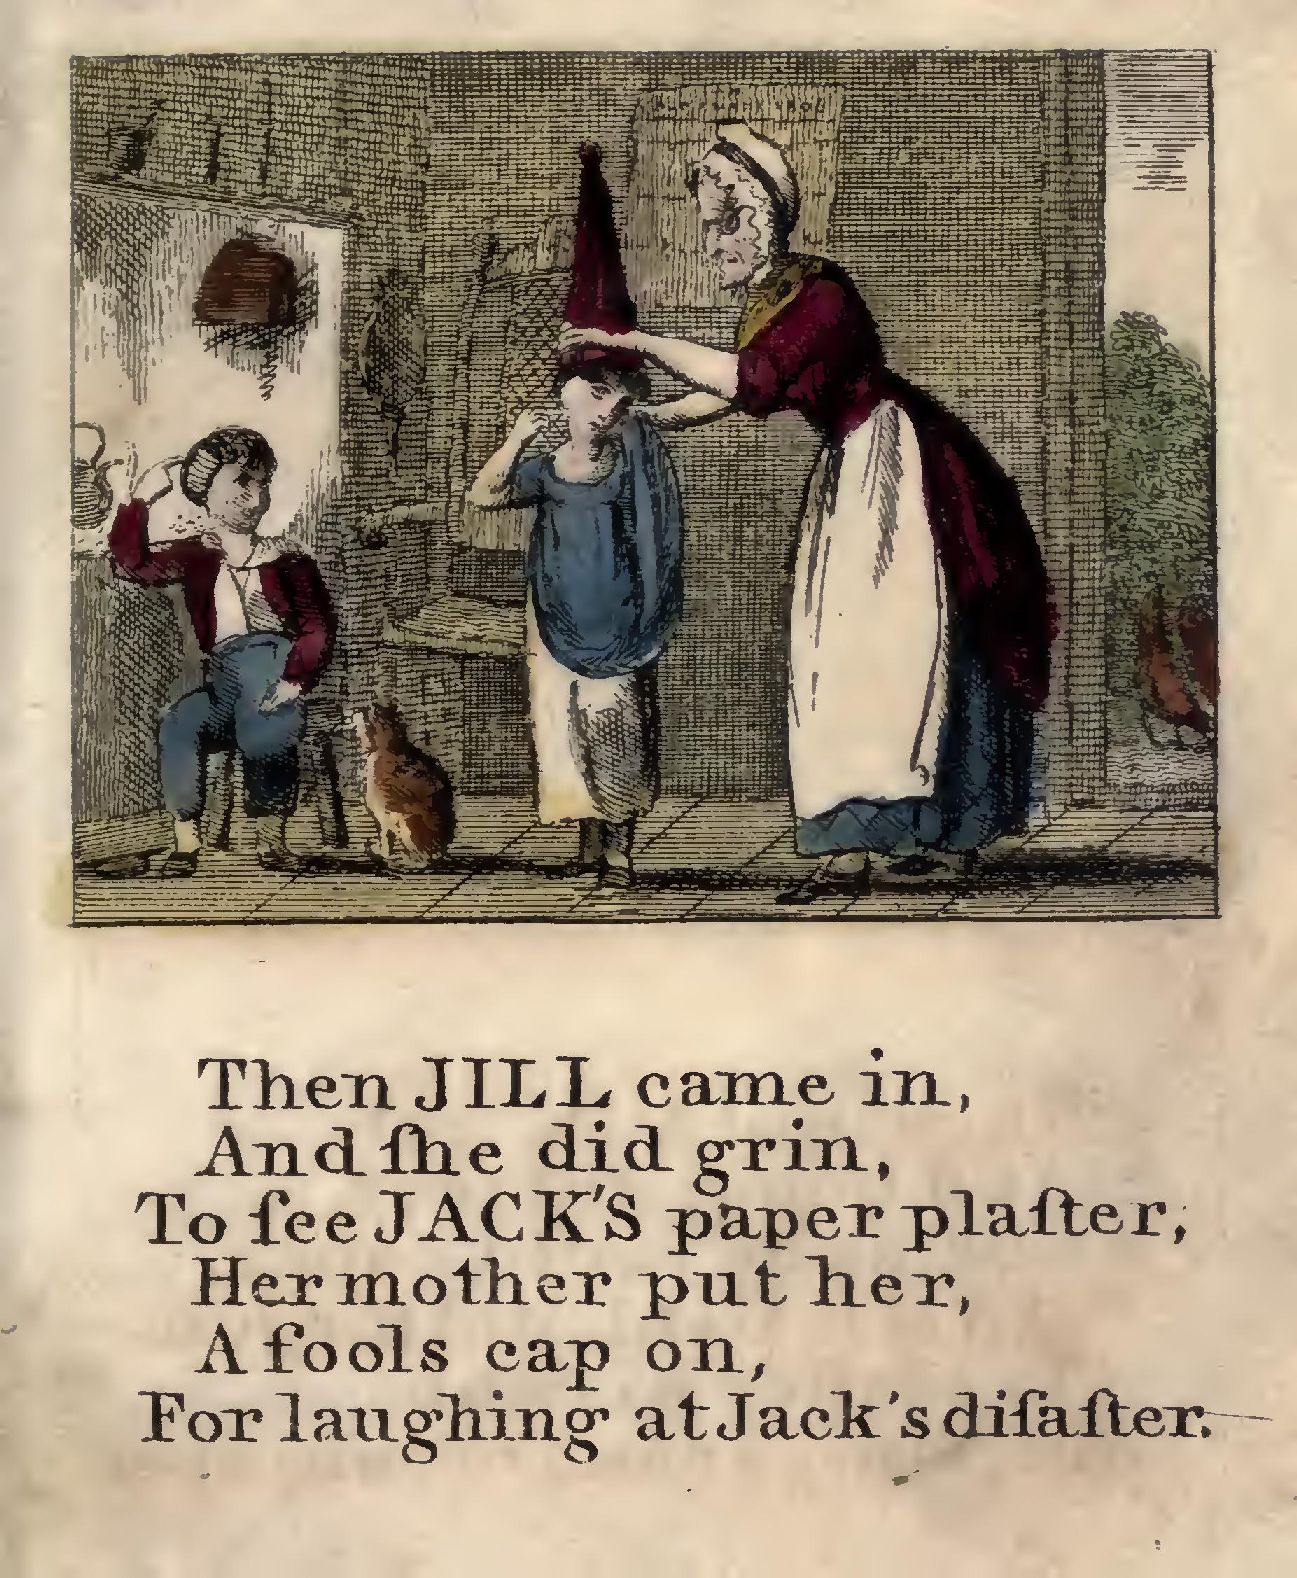 Then JILL came in,
And ſhe did grin,
To ſee JACK'S paper plaſter,
Her mother put her,
A fools cap on,
For laughing at Jack's diſaſter.